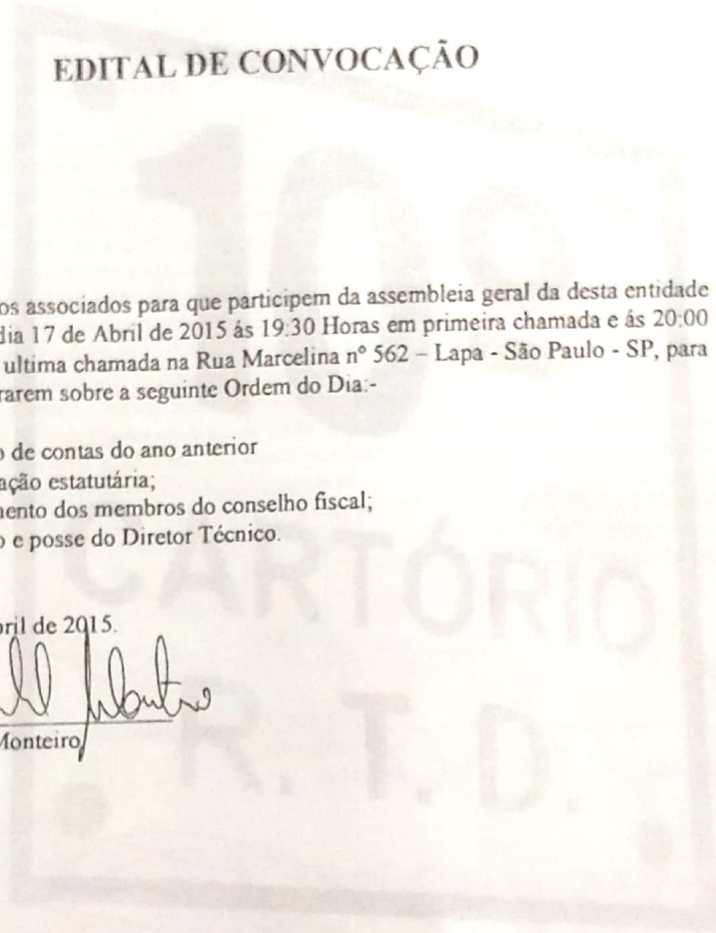 EDITAL DE CONVOCAÇÃO
os associados para que participem da assembleia geral da desta entidade
dia 17 de Abril de 2015 ás 19:30 Horas em primeira chamada e ás 20:00
ultima chamada na Rua Marcelina nº 562 – Lapa - São Paulo - SP, para
rarem sobre a seguinte Ordem do Dia:-
o de contas do ano anterior
ação estatutária;
mento dos membros do conselho fiscal;
o e posse do Diretor Técnico.
bril de 2015.
Monteiro
10º
CARTÓRIO
R. T. D.